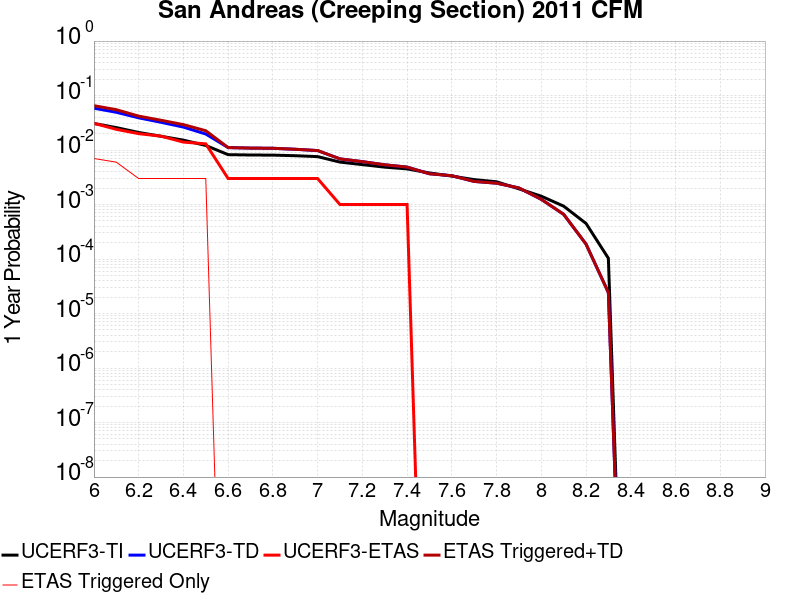 San Andreas (Creeping Section) 2011 CFM
10^0
10^-1
10^-2
10^-3
10^-4
10^-5
10^-6
10^-7
10^-8
1 Year Probability
6 6.2 6.4 6.6 6.8 7 7.2 7.4 7.6 7.8 8 8.2 8.4 8.6 8.8 9
Magnitude
UCERF3-TI UCERF3-TD UCERF3-ETAS ETAS Triggered+TD
ETAS Triggered Only